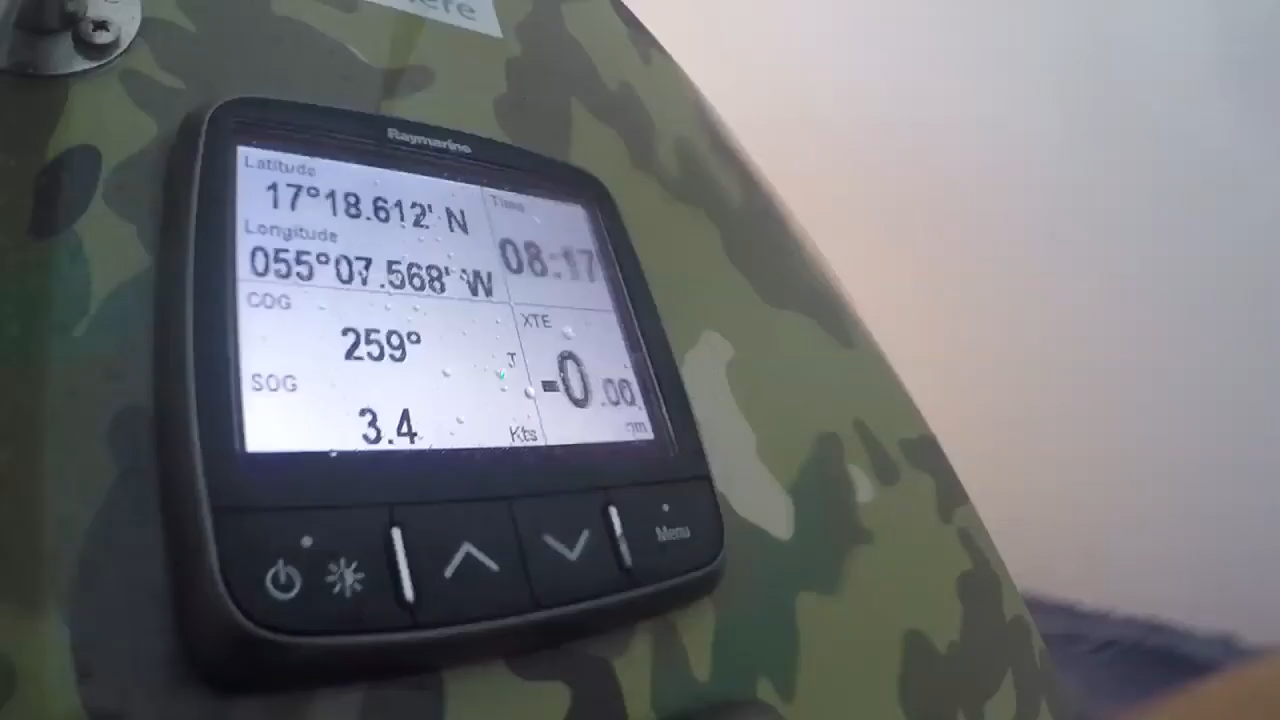 Raymarine
Latitude
17°18.612' N
Longitude
055°07.568' W
Time
08:17
COG
259°
T
XTE
-0.00
nm
SOG
3.4
Kts
Menu